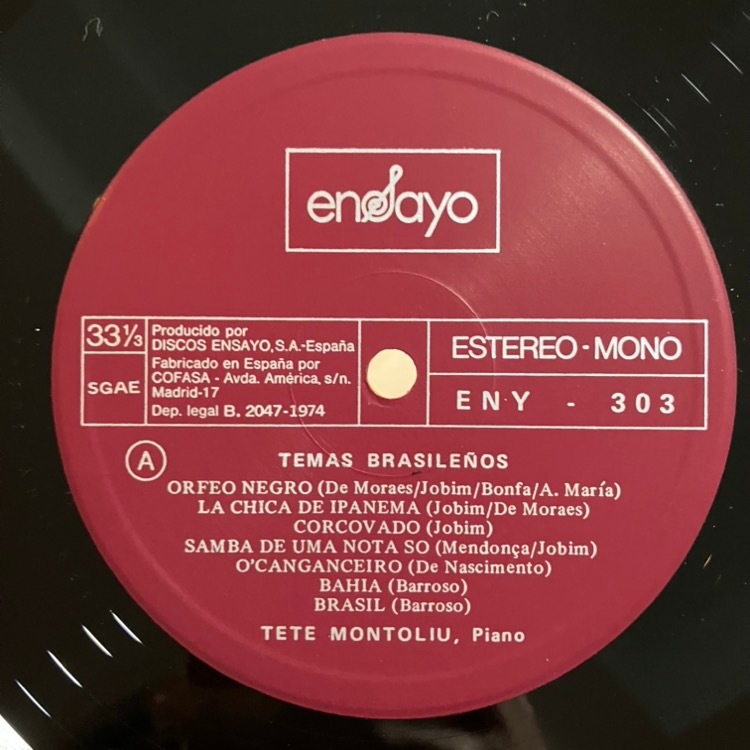 ensayo
33 1/3
SGAE
Producido por
DISCOS ENSAYO, S.A.-España
Fabricado en España por
COFASA - Avda. América, s/n.
Madrid-17
Dep. legal B. 2047-1974
ESTEREO - MONO
ENY - 303
A
TEMAS BRASILEÑOS
ORFEO NEGRO (De Moraes/Jobim/Bonfa/A. María)
LA CHICA DE IPANEMA (Jobim/De Moraes)
CORCOVADO (Jobim)
SAMBA DE UMA NOTA SO (Mendonça/Jobim)
O'CANGANCEIRO (De Nascimento)
BAHIA (Barroso)
BRASIL (Barroso)
TETE MONTOLIU, Piano